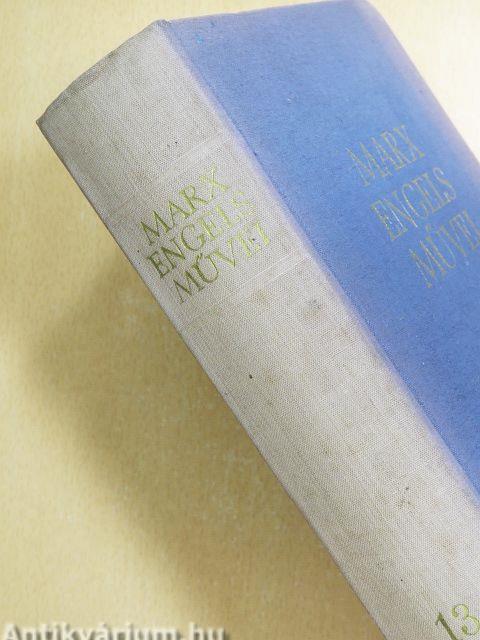 MARX
ENGELS
MŰVEI
MARX
ENGELS
MŰVEI
13
Antikvárium.hu